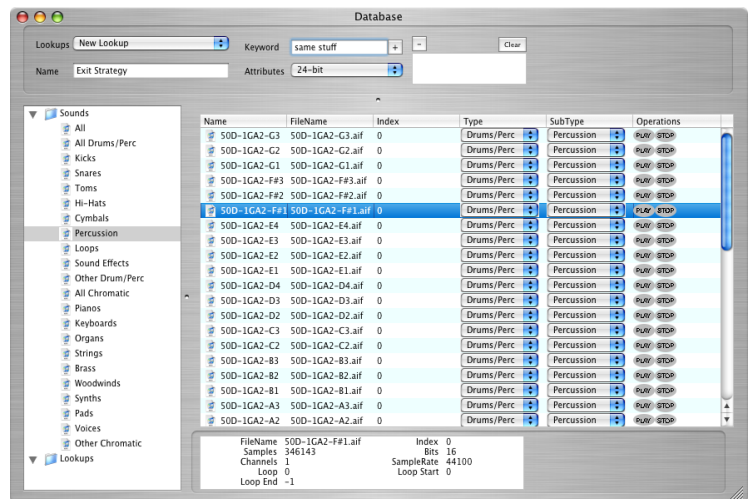 Database
Lookups New Lookup Keyword same stuff + - Clear
Name Exit Strategy Attributes 24-bit
Sounds
All
All Drums/Perc
Kicks
Snares
Toms
Hi-Hats
Cymbals
Percussion
Loops
Sound Effects
Other Drum/Perc
All Chromatic
Pianos
Keyboards
Organs
Strings
Brass
Woodwinds
Synths
Pads
Voices
Other Chromatic
Lookups
Name FileName Index Type SubType Operations
50D-1GA2-G3 50D-1GA2-G3.aif 0 Drums/Perc Percussion PLAY STOP
50D-1GA2-G2 50D-1GA2-G2.aif 0 Drums/Perc Percussion PLAY STOP
50D-1GA2-G1 50D-1GA2-G1.aif 0 Drums/Perc Percussion PLAY STOP
50D-1GA2-F#3 50D-1GA2-F#3.aif 0 Drums/Perc Percussion PLAY STOP
50D-1GA2-F#2 50D-1GA2-F#2.aif 0 Drums/Perc Percussion PLAY STOP
50D-1GA2-F#1 50D-1GA2-F#1.aif 0 Drums/Perc Percussion PLAY STOP
50D-1GA2-E4 50D-1GA2-E4.aif 0 Drums/Perc Percussion PLAY STOP
50D-1GA2-E3 50D-1GA2-E3.aif 0 Drums/Perc Percussion PLAY STOP
50D-1GA2-E2 50D-1GA2-E2.aif 0 Drums/Perc Percussion PLAY STOP
50D-1GA2-E1 50D-1GA2-E1.aif 0 Drums/Perc Percussion PLAY STOP
50D-1GA2-D4 50D-1GA2-D4.aif 0 Drums/Perc Percussion PLAY STOP
50D-1GA2-D3 50D-1GA2-D3.aif 0 Drums/Perc Percussion PLAY STOP
50D-1GA2-D2 50D-1GA2-D2.aif 0 Drums/Perc Percussion PLAY STOP
50D-1GA2-C3 50D-1GA2-C3.aif 0 Drums/Perc Percussion PLAY STOP
50D-1GA2-C2 50D-1GA2-C2.aif 0 Drums/Perc Percussion PLAY STOP
50D-1GA2-B3 50D-1GA2-B3.aif 0 Drums/Perc Percussion PLAY STOP
50D-1GA2-B2 50D-1GA2-B2.aif 0 Drums/Perc Percussion PLAY STOP
50D-1GA2-B1 50D-1GA2-B1.aif 0 Drums/Perc Percussion PLAY STOP
50D-1GA2-A3 50D-1GA2-A3.aif 0 Drums/Perc Percussion PLAY STOP
50D-1GA2-A2 50D-1GA2-A2.aif 0 Drums/Perc Percussion PLAY STOP
FileName 50D-1GA2-F#1.aif Index 0
Samples 346143 Bits 16
Channels 1 SampleRate 44100
Loop 0 Loop Start 0
Loop End -1